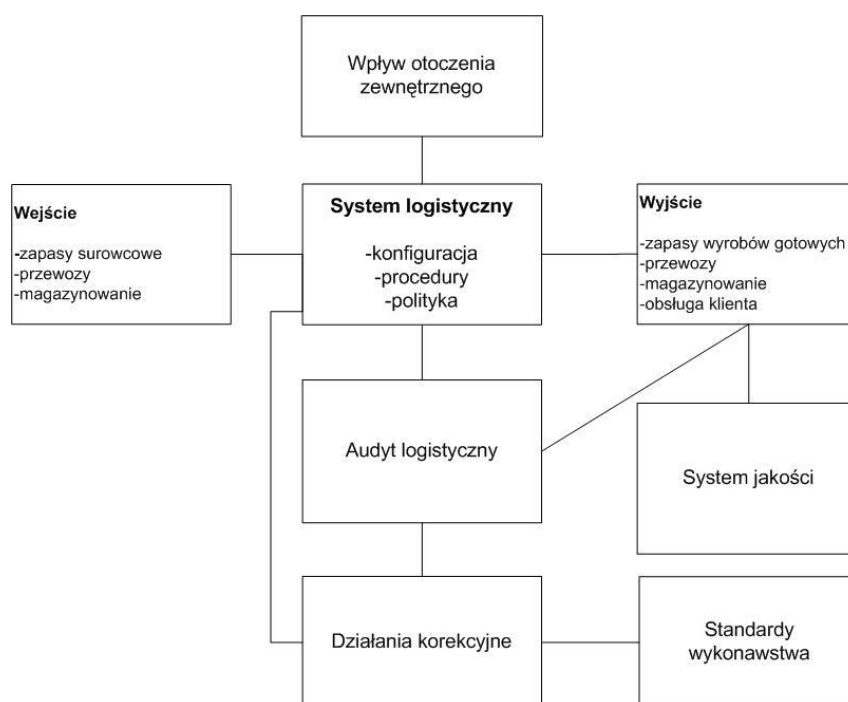 Wpływ otoczenia
zewnętrznego
Wejście
-zapasy surowcowe
-przewozy
-magazynowanie
System logistyczny
-konfiguracja
-procedury
-polityka
Wyjście
-zapasy wyrobów gotowych
-przewozy
-magazynowanie
-obsługa klienta
Audyt logistyczny
System jakości
Działania korekcyjne
Standardy
wykonawstwa